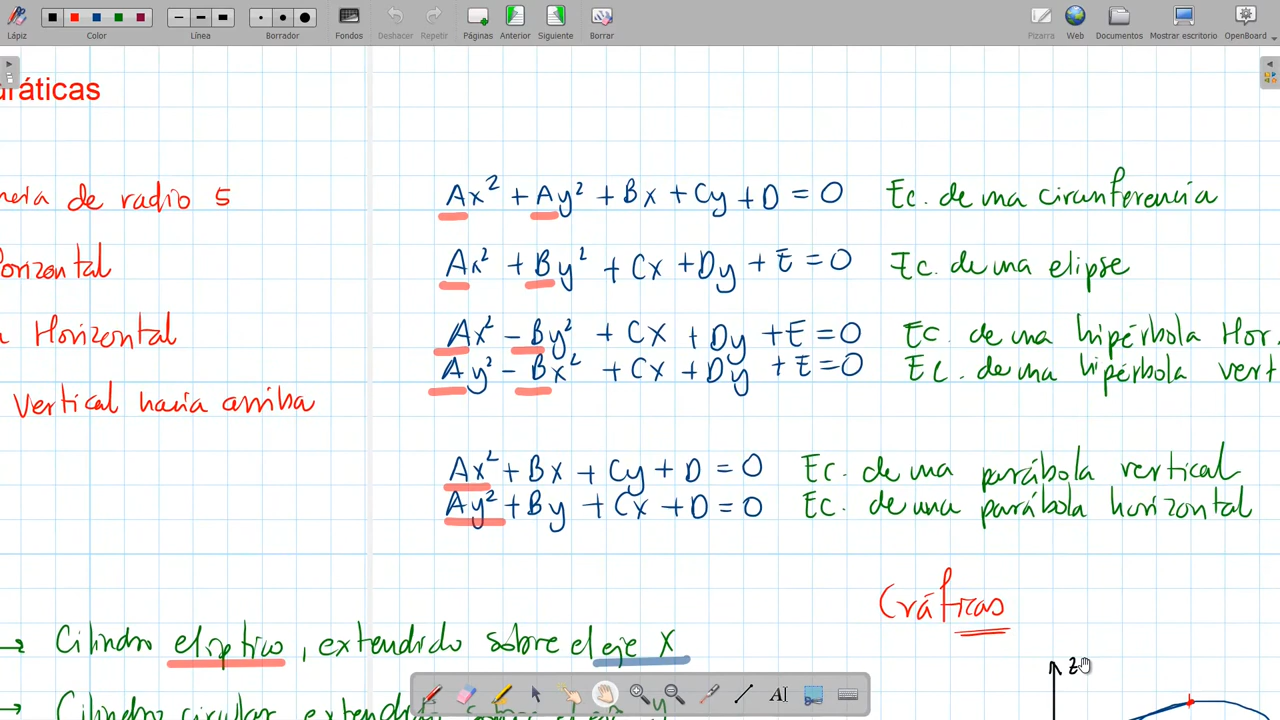 Lápiz Color Línea Borrador Fondos Deshacer Repetir Páginas Anterior Siguiente Borrar Pizarra Web Documentos Mostrar escritorio OpenBoard
dráticas
de radio 5
Ax² + Ay² + Bx + Cy + D = 0 Ec. de una circunferencia
Horizontal
Ax² + By² + Cx + Dy + E = 0 Ec. de una elipse
Horizontal
Ax² - By² + Cx + Dy + E = 0 Ec. de una hipérbola Hor.
Ay² - Bx² + Cx + Dy + E = 0 Ec. de una hipérbola vert
Vertical hacia arriba
Ax² + Bx + Cy + D = 0 Ec. de una parábola vertical
Ay² + By + Cx + D = 0 Ec. de una parábola horizontal
Gráficas
→ Cilindro elíptico, extendido sobre el eje X
z
→ Cilindro circular extendido